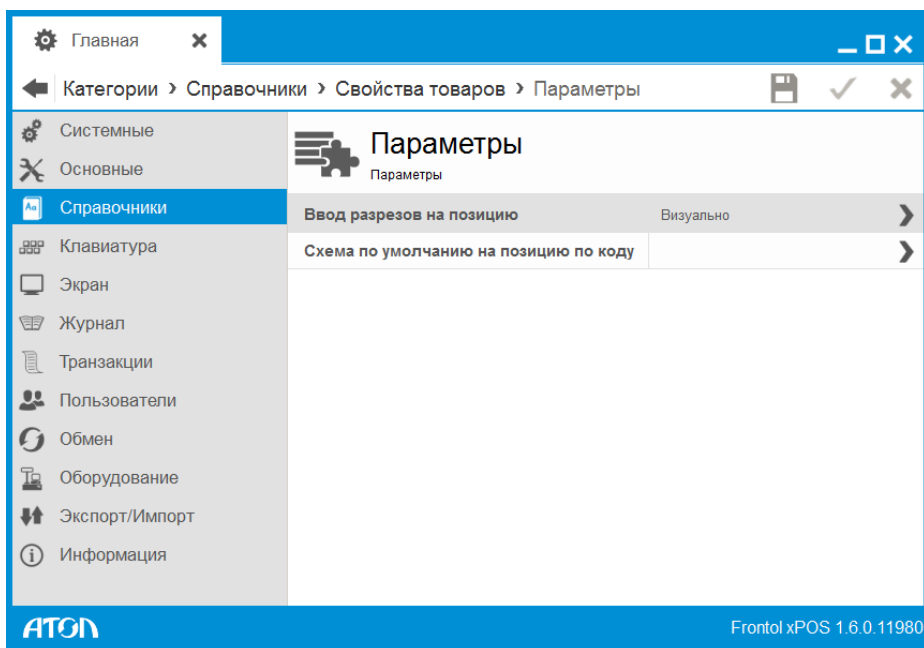 Главная
Категории › Справочники › Свойства товаров › Параметры
Системные
Основные
Aα Справочники
Клавиатура
Экран
Журнал
Транзакции
Пользователи
Обмен
Оборудование
Экспорт/Импорт
Информация
Параметры
Параметры
Ввод разрезов на позицию Визуально
Схема по умолчанию на позицию по коду
АТОЛ
Frontol xPOS 1.6.0.11980